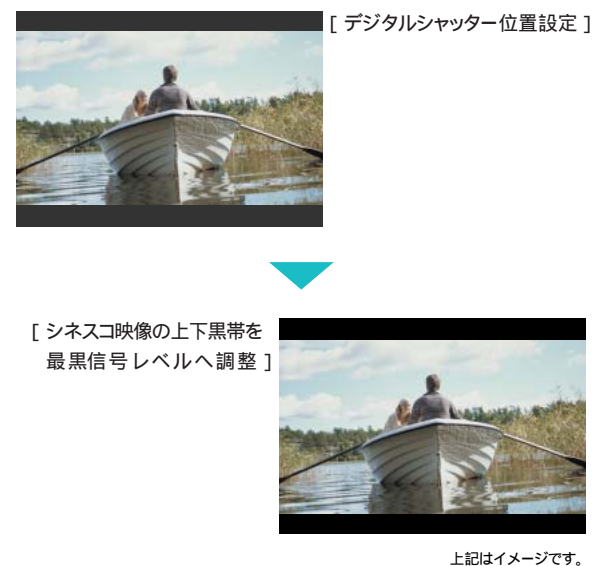 [ デジタルシャッター位置設定 ]
[ シネスコ映像の上下黒帯を
最黒信号レベルへ調整 ]
上記はイメージです。